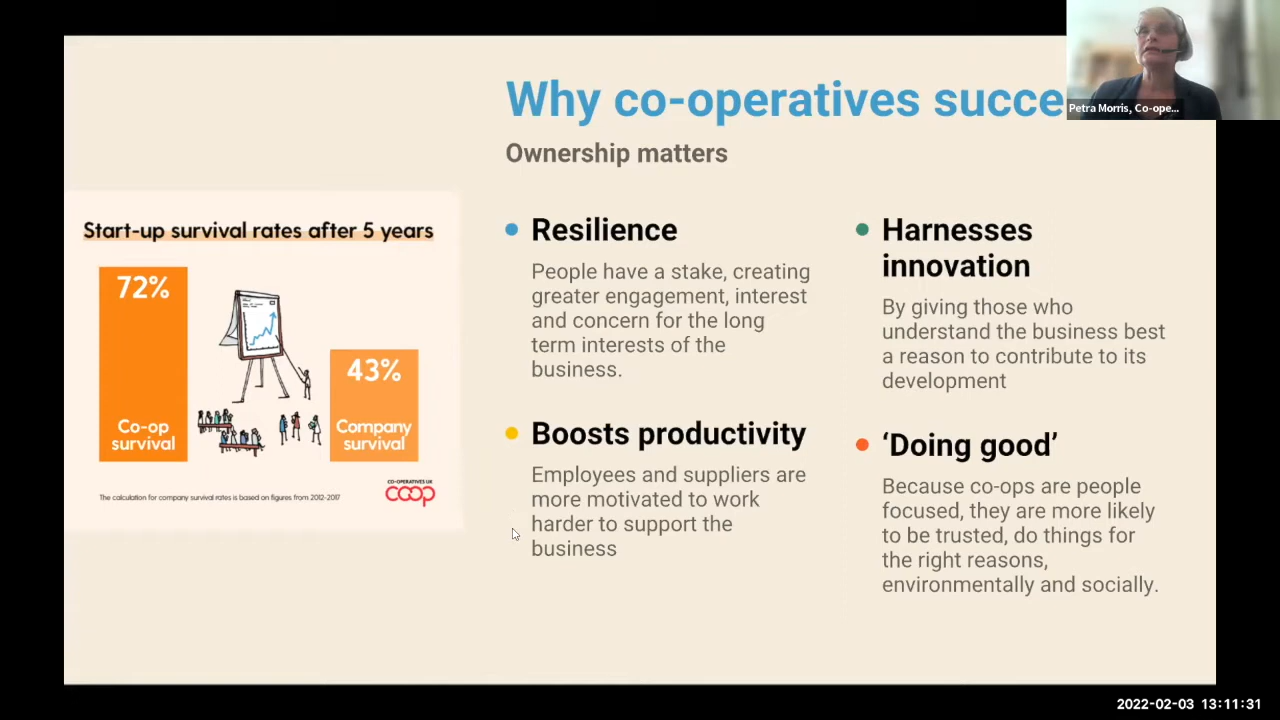 Why co-operatives succe
Ownership matters
Petra Morris, Co-ope...
Start-up survival rates after 5 years
72%
Co-op
survival
43%
Company
survival
The calculation for company survival rates is based on figures from 2012-2017
CO-OPERATIVES UK
coop
Resilience
People have a stake, creating
greater engagement, interest
and concern for the long
term interests of the
business.
Boosts productivity
Employees and suppliers are
more motivated to work
harder to support the
business
Harnesses
innovation
By giving those who
understand the business best
a reason to contribute to its
development
‘Doing good’
Because co-ops are people
focused, they are more likely
to be trusted, do things for
the right reasons,
environmentally and socially.
2022-02-03 13:11:31